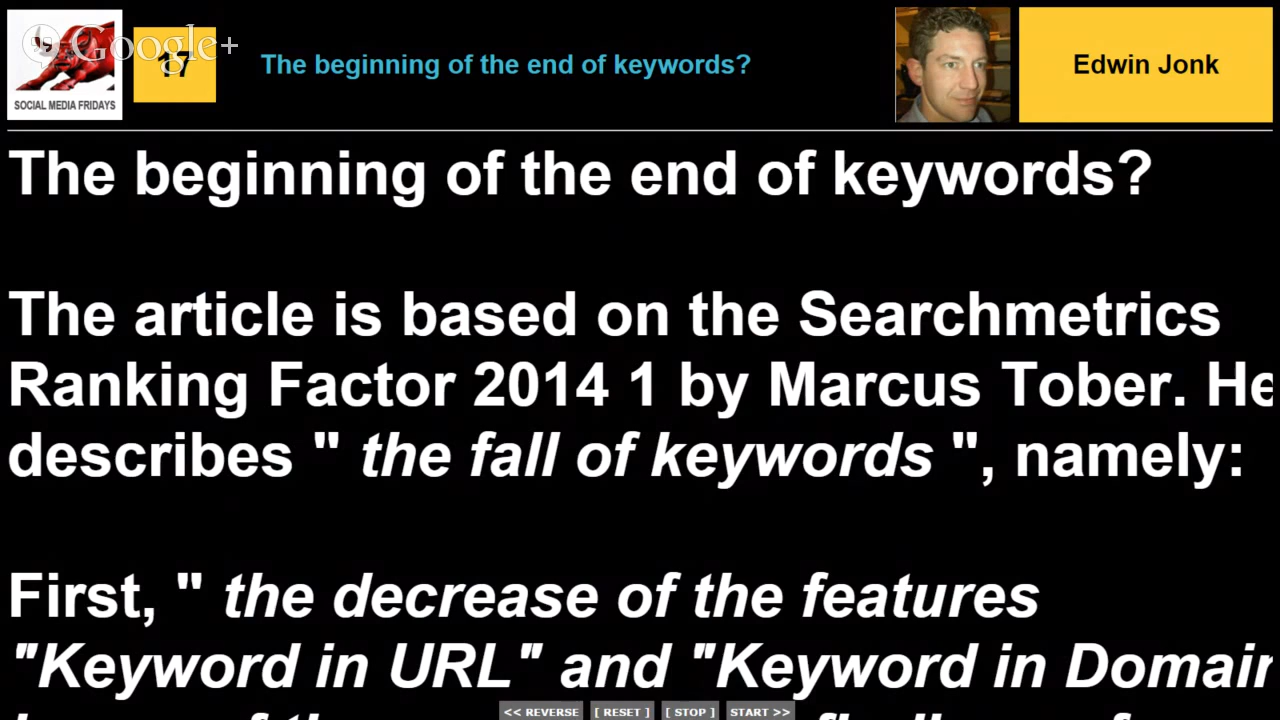 Google+
SOCIAL MEDIA FRIDAYS
17
The beginning of the end of keywords?
Edwin Jonk
The beginning of the end of keywords?
The article is based on the Searchmetrics
Ranking Factor 2014 1 by Marcus Tober. He
describes " the fall of keywords ", namely:
First, " the decrease of the features
"Keyword in URL" and "Keyword in Domain
<< REVERSE
[ RESET ]
[ STOP ]
START >>